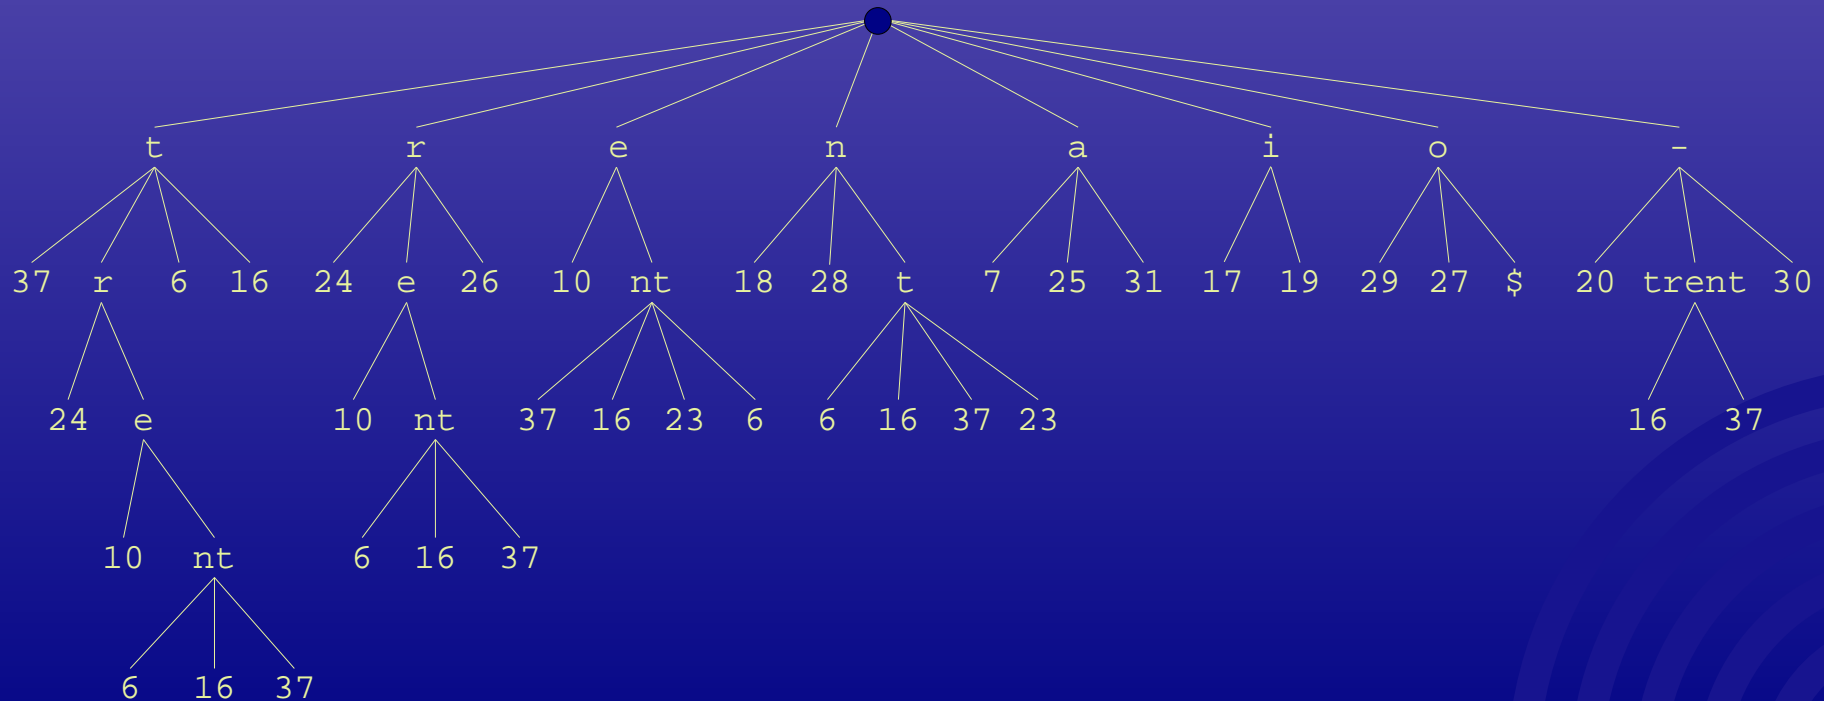 t r e n a i o -
37 r 6 16 24 e 26 10 nt 18 28 t 7 25 31 17 19 29 27 $ 20 trent 30
24 e 10 nt 37 16 23 6 6 16 37 23 16 37
10 nt 6 16 37
6 16 37